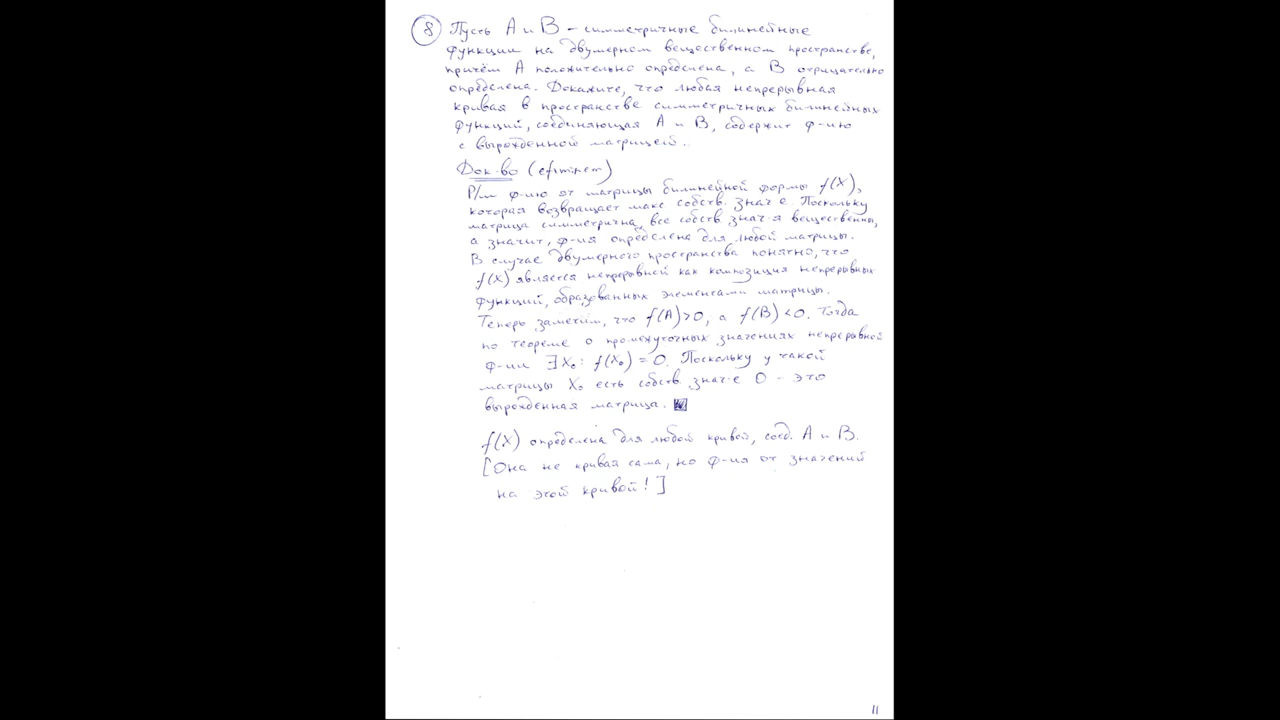 8 Пусть A и B – симметричные билинейные
функции на двумерном вещественном пространстве,
причём A положительно определена, а B отрицательно
определена. Докажите, что любая непрерывная
кривая в пространстве симметричных билинейных
функций, соединяющая A и B, содержит ф-ию
с вырожденной матрицей.
Док-во (efimnem)
Р/м ф-ию от матрицы билинейной формы f(X),
которая возвращает макс собств. знач-е. Поскольку
матрица симметрична, все собств знач-я вещественны,
а значит, ф-ия определена для любой матрицы.
В случае двумерного пространства понятно, что
f(X) является непрерывной как композиция непрерывных
функций, образованных элементами матрицы.
Теперь заметим, что f(A)>0, а f(B)<0. Тогда
по теореме о промежуточных значениях непрерывной
ф-ии ∃X₀: f(X₀)=0. Поскольку у такой
матрицы X₀ есть собств. знач-е 0 – это
вырожденная матрица.
f(X) определена для любой кривой, соед. A и B.
[Она не кривая сама, но ф-ия от значений
на этой кривой!]
11